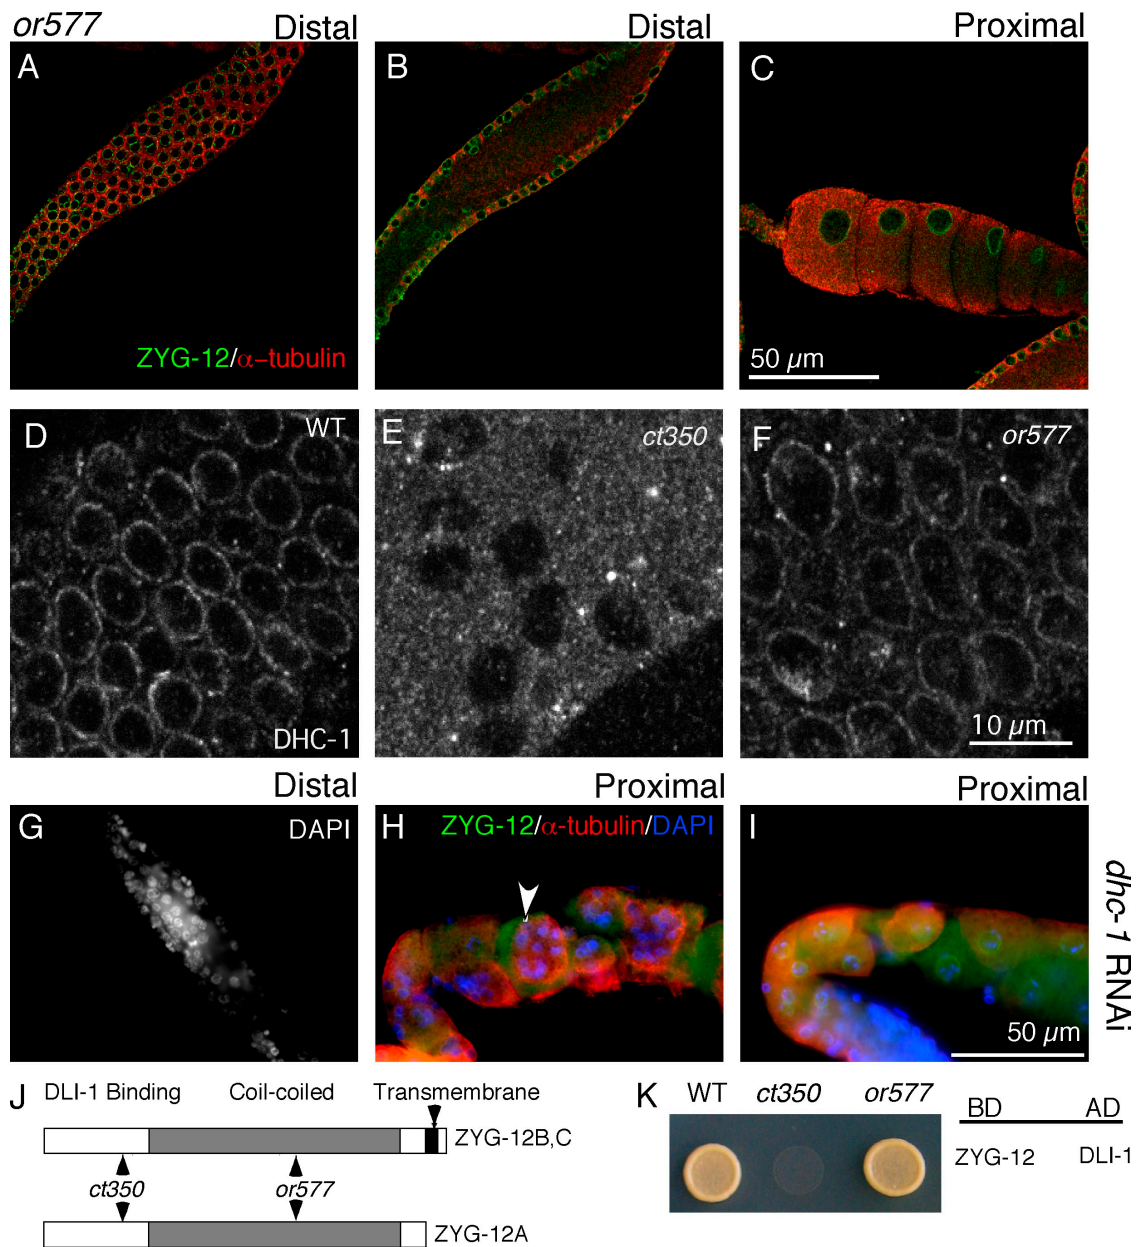 or577 Distal Distal Proximal
A B C
ZYG-12/α–tubulin
50 µm
D WT E ct350 F or577
DHC-1
10 µm
Distal Proximal Proximal
G DAPI H ZYG-12/α-tubulin/DAPI I
dhc-1 RNAi
50 µm
J DLI-1 Binding Coil-coiled Transmembrane
ZYG-12B,C
ct350 or577
ZYG-12A
K WT ct350 or577 BD AD
ZYG-12 DLI-1